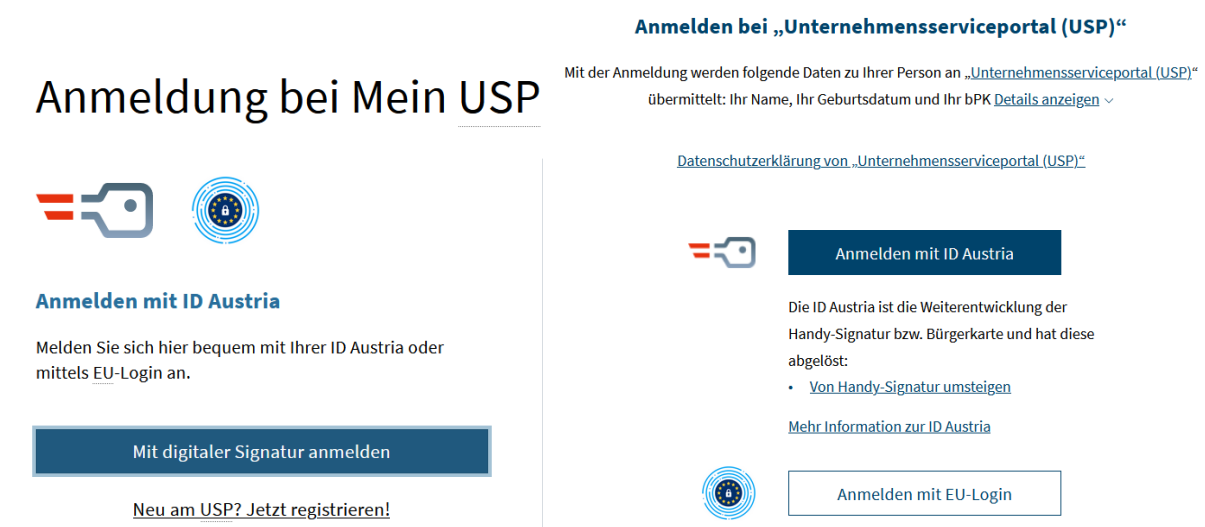 Anmeldung bei Mein USP
Anmelden mit ID Austria
Melden Sie sich hier bequem mit Ihrer ID Austria oder
mittels EU-Login an.
Mit digitaler Signatur anmelden
Neu am USP? Jetzt registrieren!
Anmelden bei „Unternehmensserviceportal (USP)“
Mit der Anmeldung werden folgende Daten zu Ihrer Person an „Unternehmensserviceportal (USP)“
übermittelt: Ihr Name, Ihr Geburtsdatum und Ihr bPK Details anzeigen
Datenschutzerklärung von „Unternehmensserviceportal (USP)“
Anmelden mit ID Austria
Die ID Austria ist die Weiterentwicklung der
Handy-Signatur bzw. Bürgerkarte und hat diese
abgelöst:
• Von Handy-Signatur umsteigen
Mehr Information zur ID Austria
Anmelden mit EU-Login